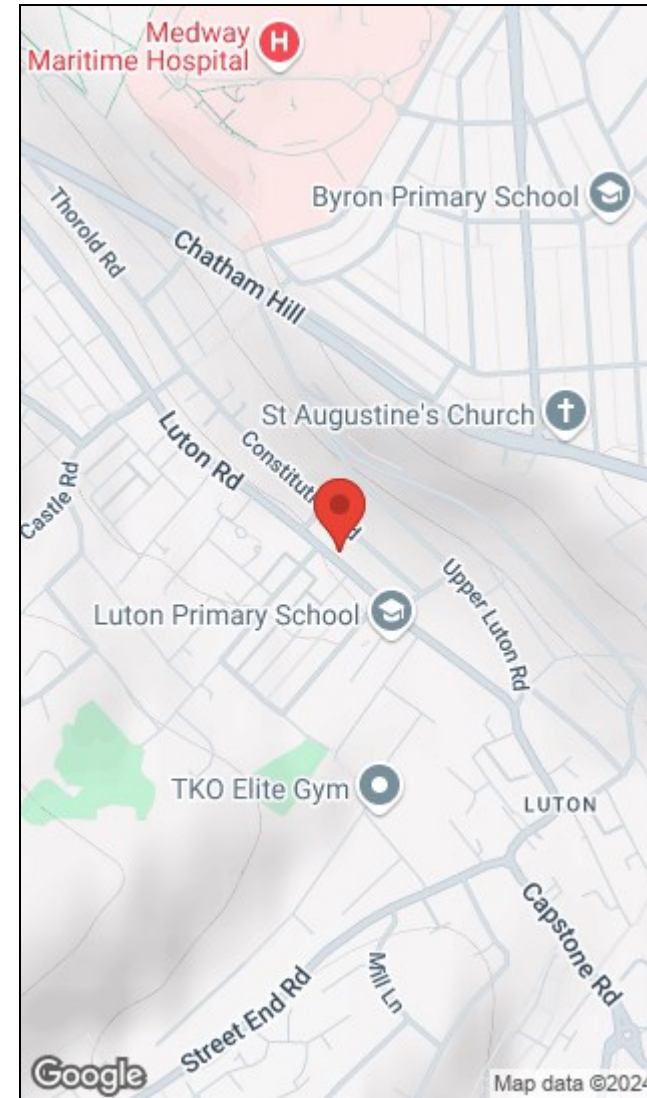 Medway
Maritime Hospital
H
Byron Primary School
Thorold Rd
Chatham Hill
St Augustine's Church
Luton Rd
Constitution Rd
Castle Rd
Upper Luton Rd
Luton Primary School
TKO Elite Gym
LUTON
Capstone Rd
Mill Ln
Street End Rd
Google
Map data ©2024